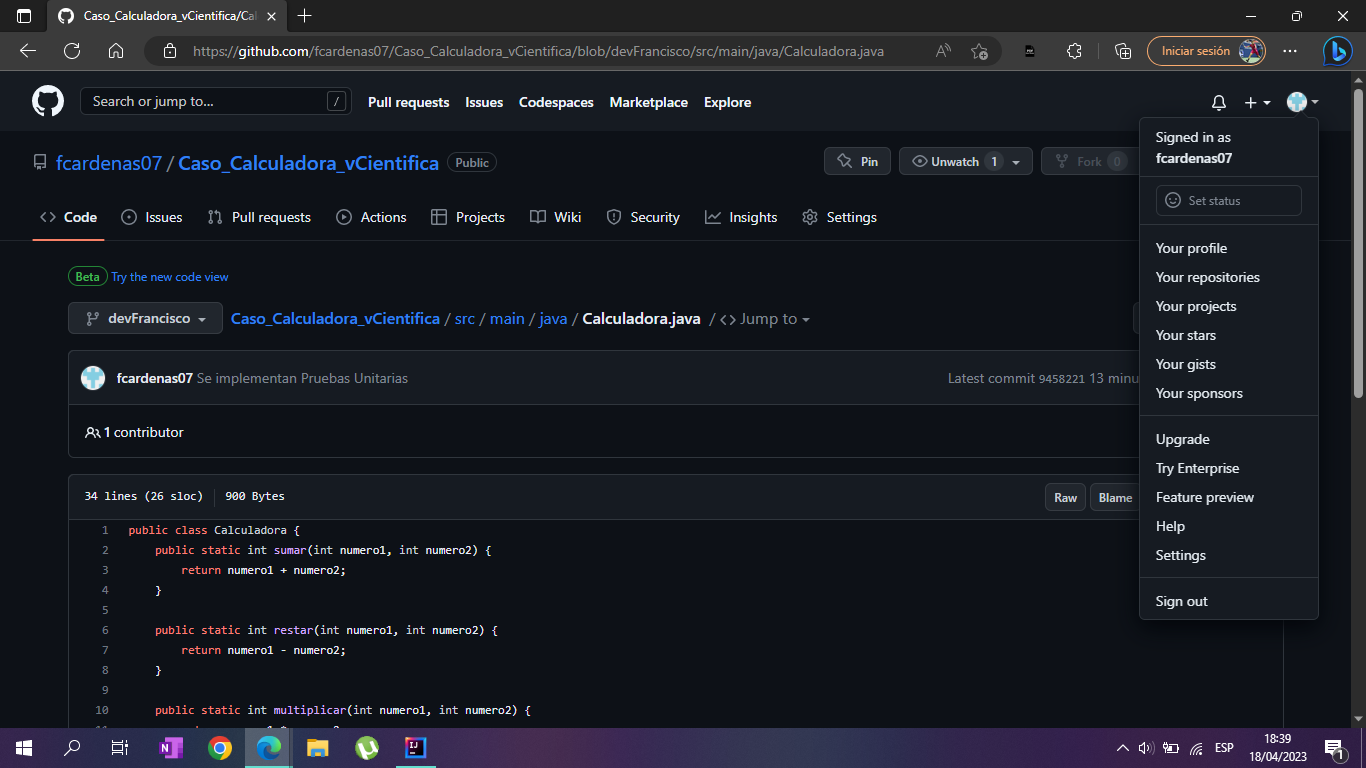 Caso_Calculadora_vCientifica/Cal
https://github.com/fcardenas07/Caso_Calculadora_vCientifica/blob/devFrancisco/src/main/java/Calculadora.java
Iniciar sesión
Search or jump to... /
Pull requests Issues Codespaces Marketplace Explore
Signed in as
fcardenas07
Set status
Your profile
Your repositories
Your projects
Your stars
Your gists
Your sponsors
Upgrade
Try Enterprise
Feature preview
Help
Settings
Sign out
fcardenas07 / Caso_Calculadora_vCientifica Public
Pin Unwatch 1 Fork 0
Code Issues Pull requests Actions Projects Wiki Security Insights Settings
Beta Try the new code view
devFrancisco Caso_Calculadora_vCientifica / src / main / java / Calculadora.java / <> Jump to
fcardenas07 Se implementan Pruebas Unitarias Latest commit 9458221 13 minu
1 contributor
34 lines (26 sloc) 900 Bytes Raw Blame
1 public class Calculadora {
2 public static int sumar(int numero1, int numero2) {
3 return numero1 + numero2;
4 }
5
6 public static int restar(int numero1, int numero2) {
7 return numero1 - numero2;
8 }
9
10 public static int multiplicar(int numero1, int numero2) {
ESP
18:39
18/04/2023
1